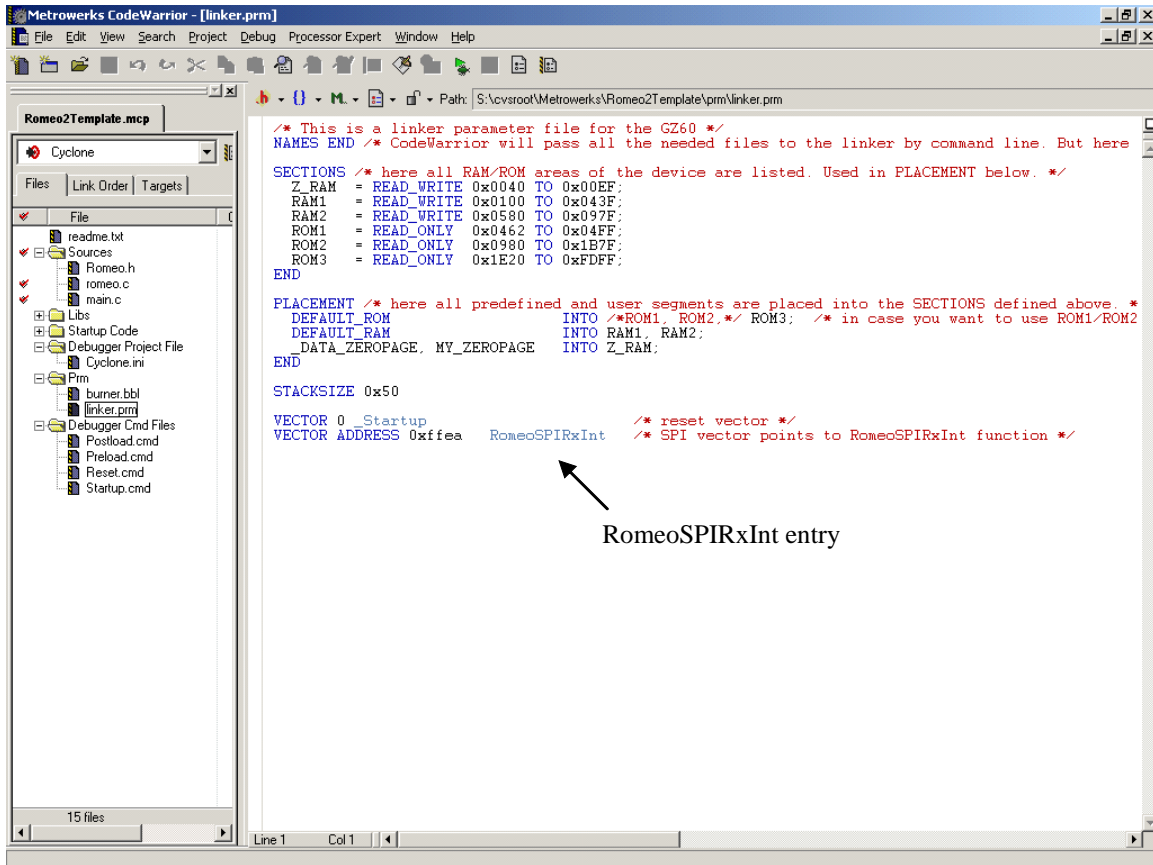 Metrowerks CodeWarrior - [linker.prm]
File Edit View Search Project Debug Processor Expert Window Help
Path: S:\cvsroot\Metrowerks\Romeo2Template\prm\linker.prm
Romeo2Template.mcp
Cyclone
Files Link Order Targets
File
readme.txt
Sources
Romeo.h
romeo.c
main.c
Libs
Startup Code
Debugger Project File
Cyclone.ini
Prm
burner.bbl
linker.prm
Debugger Cmd Files
Postload.cmd
Preload.cmd
Reset.cmd
Startup.cmd
15 files
/* This is a linker parameter file for the GZ60 */
NAMES END /* CodeWarrior will pass all the needed files to the linker by command line. But here
SECTIONS /* here all RAM/ROM areas of the device are listed. Used in PLACEMENT below. */
Z_RAM = READ_WRITE 0x0040 TO 0x00EF;
RAM1 = READ_WRITE 0x0100 TO 0x043F;
RAM2 = READ_WRITE 0x0580 TO 0x097F;
ROM1 = READ_ONLY 0x0462 TO 0x04FF;
ROM2 = READ_ONLY 0x0980 TO 0x1B7F;
ROM3 = READ_ONLY 0x1E20 TO 0xFDFF;
END
PLACEMENT /* here all predefined and user segments are placed into the SECTIONS defined above. *
DEFAULT_ROM INTO /*ROM1, ROM2,*/ ROM3; /* in case you want to use ROM1/ROM2
DEFAULT_RAM INTO RAM1, RAM2;
_DATA_ZEROPAGE, MY_ZEROPAGE INTO Z_RAM;
END
STACKSIZE 0x50
VECTOR 0 _Startup /* reset vector */
VECTOR ADDRESS 0xffea RomeoSPIRxInt /* SPI vector points to RomeoSPIRxInt function */
RomeoSPIRxInt entry
Line 1 Col 1